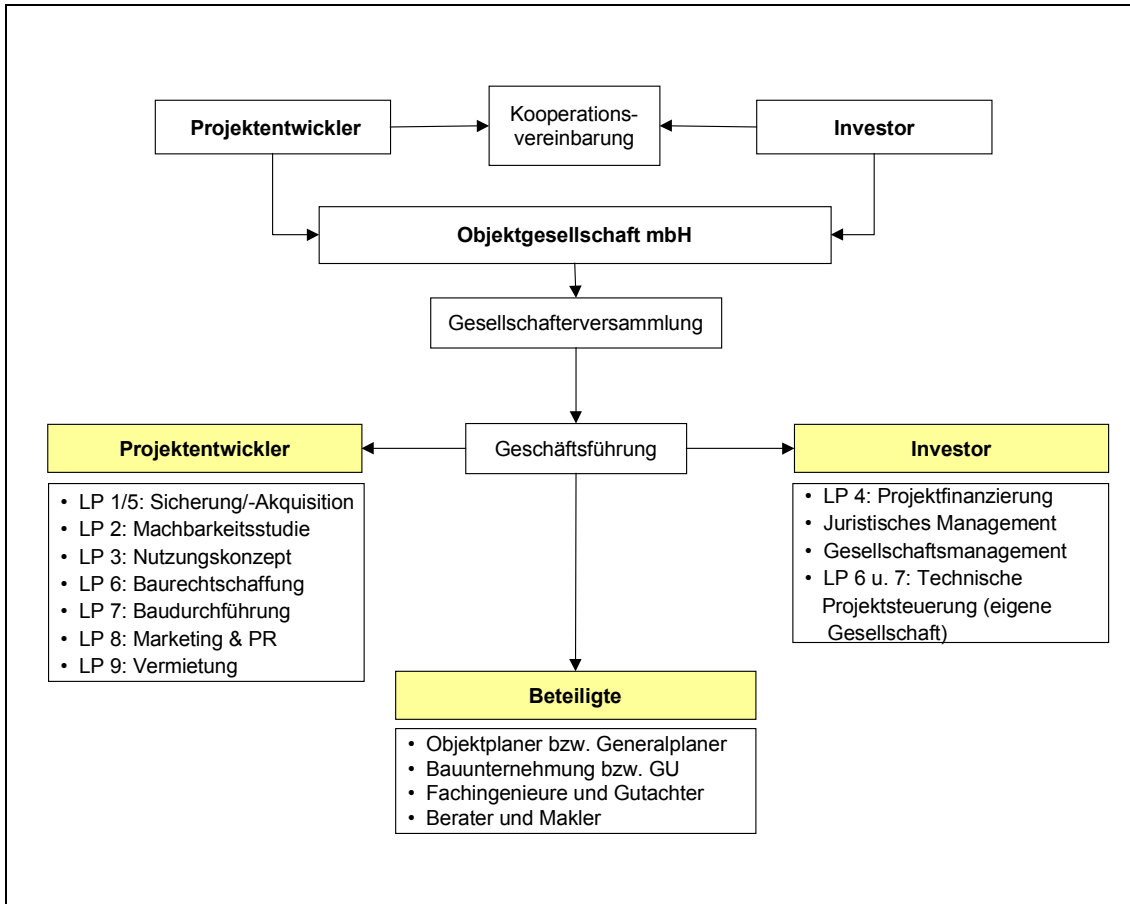 Projektentwickler
Kooperations-
vereinbarung
Investor
Objektgesellschaft mbH
Gesellschafterversammlung
Geschäftsführung
Projektentwickler
• LP 1/5: Sicherung/-Akquisition
• LP 2: Machbarkeitsstudie
• LP 3: Nutzungskonzept
• LP 6: Baurechtschaffung
• LP 7: Baudurchführung
• LP 8: Marketing & PR
• LP 9: Vermietung
Investor
• LP 4: Projektfinanzierung
• Juristisches Management
• Gesellschaftsmanagement
• LP 6 u. 7: Technische
Projektsteuerung (eigene
Gesellschaft)
Beteiligte
• Objektplaner bzw. Generalplaner
• Bauunternehmung bzw. GU
• Fachingenieure und Gutachter
• Berater und Makler